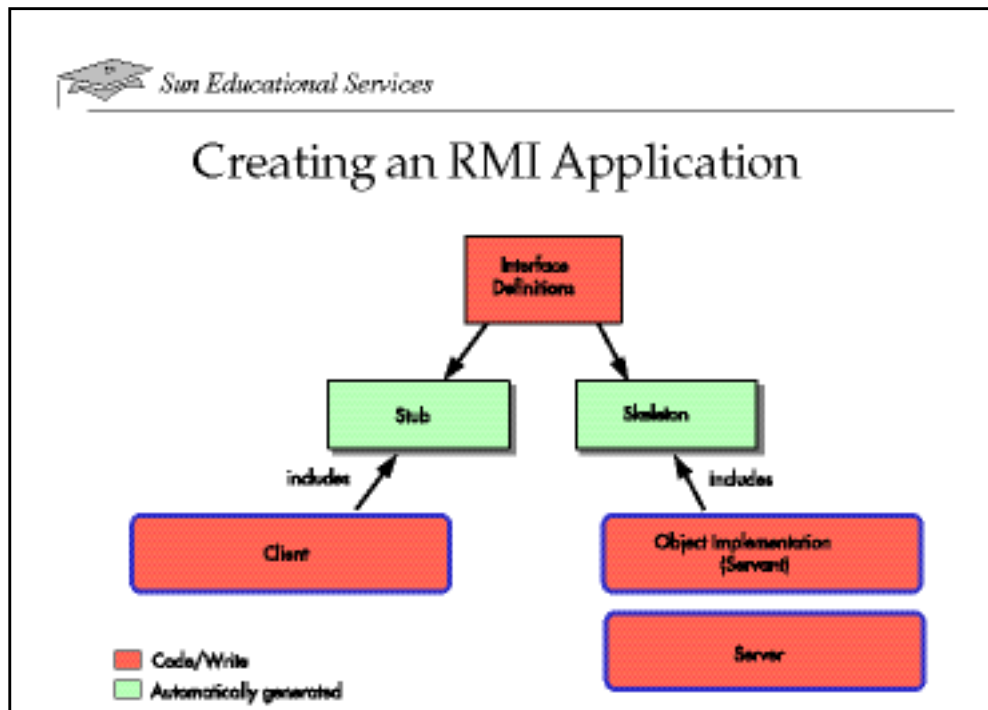 Sun Educational Services
Creating an RMI Application
Interface
Definitions
Stub
Skeleton
includes
includes
Client
Object Implementation
(Servant)
Server
Code/Write
Automatically generated